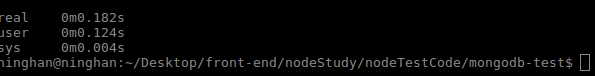 real    0m0.182s
user    0m0.124s
sys     0m0.004s
ninghan@ninghan:~/Desktop/front-end/nodeStudy/nodeTestCode/mongodb-test$